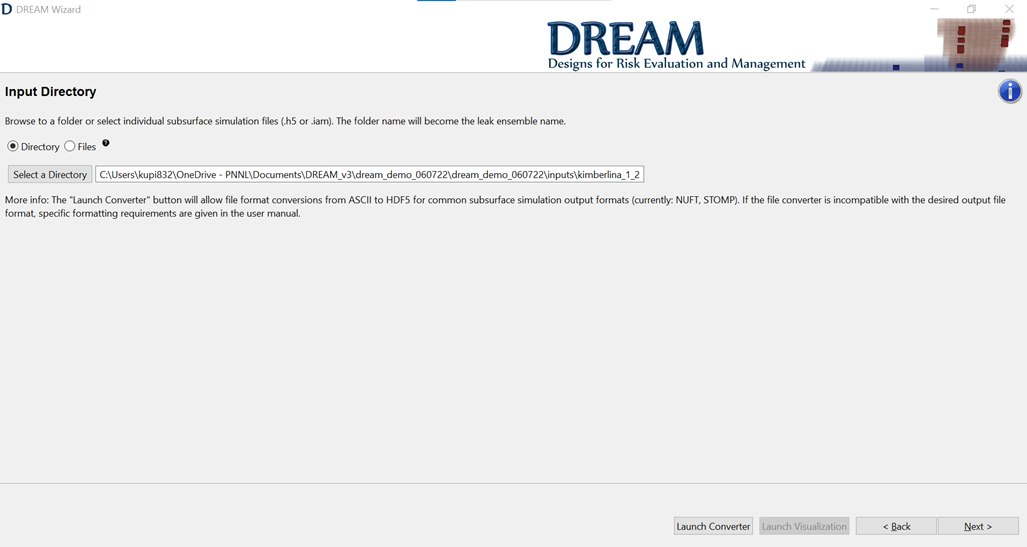 D DREAM Wizard
DREAM
Designs for Risk Evaluation and Management
Input Directory
Browse to a folder or select individual subsurface simulation files (.h5 or .iam). The folder name will become the leak ensemble name.
Directory Files ?
Select a Directory C:\Users\kupi832\OneDrive - PNNL\Documents\DREAM_v3\dream_demo_060722\dream_demo_060722\inputs\kimberlina_1_2
More info: The "Launch Converter" button will allow file format conversions from ASCII to HDF5 for common subsurface simulation output formats (currently: NUFT, STOMP). If the file converter is incompatible with the desired output file
format, specific formatting requirements are given in the user manual.
Launch Converter Launch Visualization < Back Next >